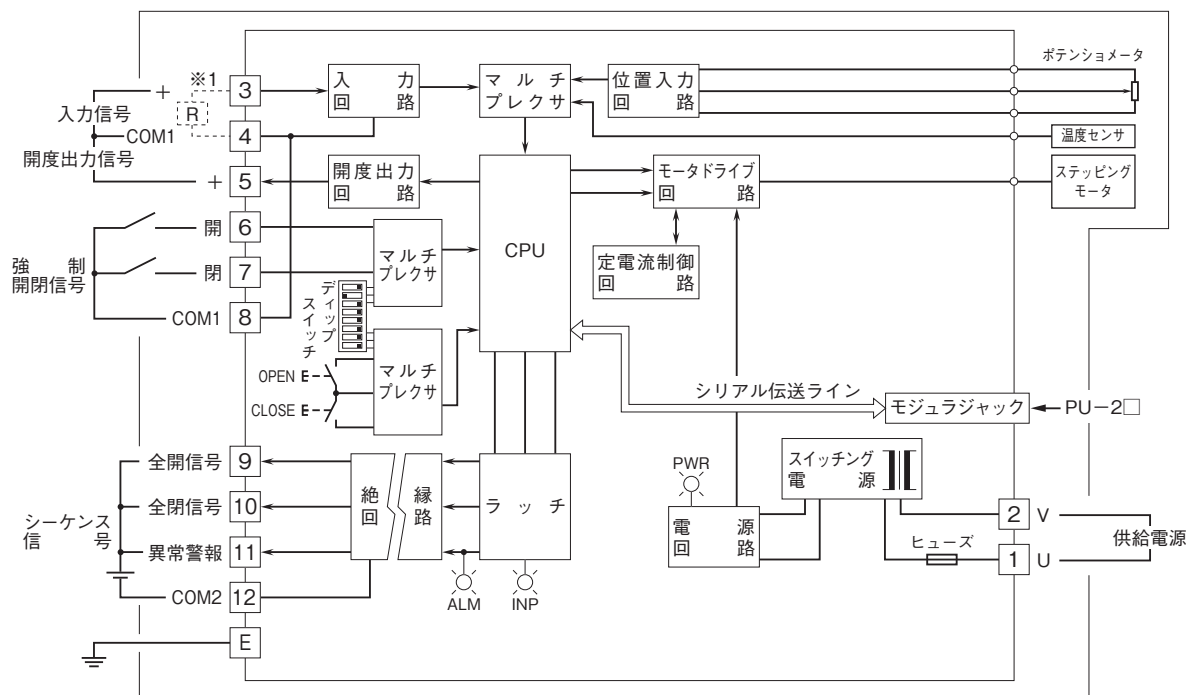 ※1
+
入力信号
COM1
開度出力信号
+
R
3
4
5
入力
回路
マルチ
プレクサ
位置入力
回路
ポテンショメータ
温度センサ
開度出力
回路
CPU
モータドライブ
回路
ステッピング
モータ
定電流制御
回路
強制
開閉信号
開
閉
COM1
6
7
8
マルチ
プレクサ
ディップ
スイッチ
OPEN E
CLOSE E
マルチ
プレクサ
シリアル伝送ライン
モジュラジャック
PU-2□
シーケンス
信号
全開信号
全閉信号
異常警報
COM2
9
10
11
12
E
絶縁
回路
ラッチ
ALM
INP
PWR
電源
回路
スイッチング
電源
ヒューズ
2
V
1
U
供給電源